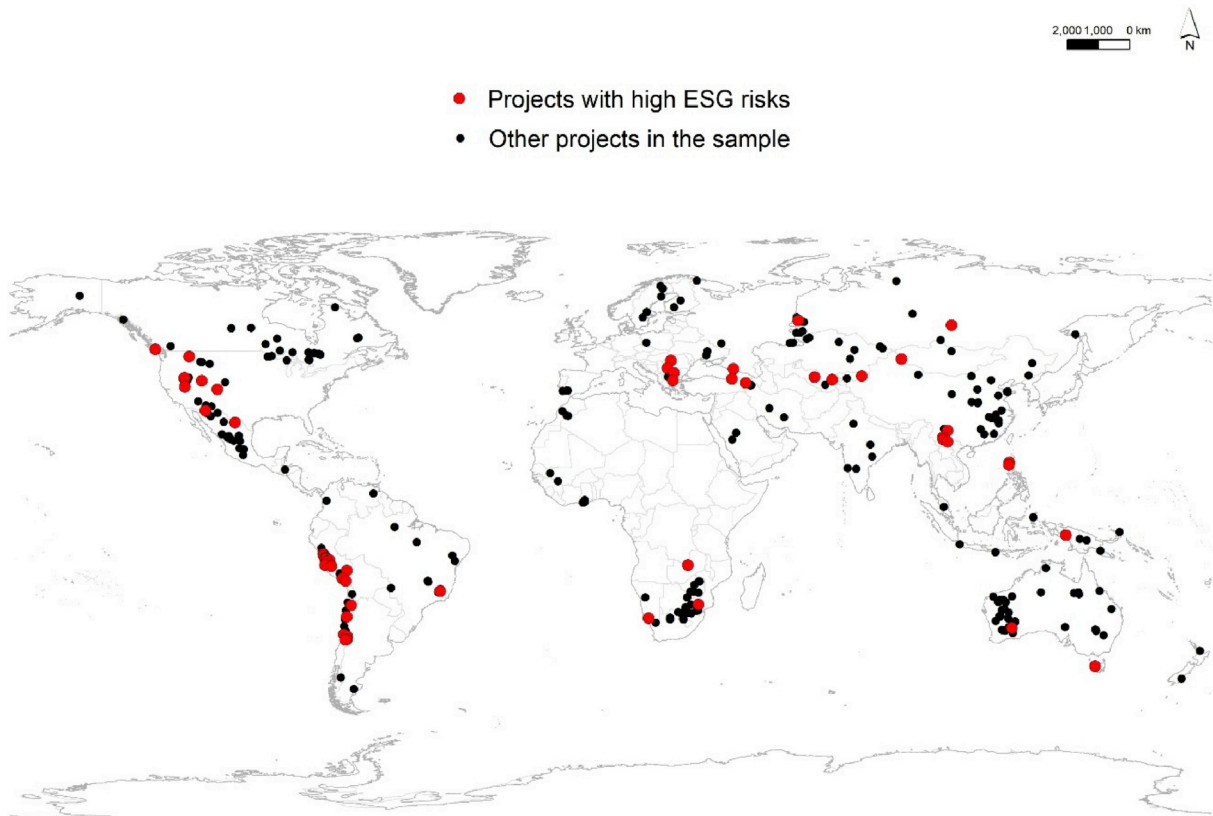 2,000 1,000 0 km
N
Projects with high ESG risks
Other projects in the sample